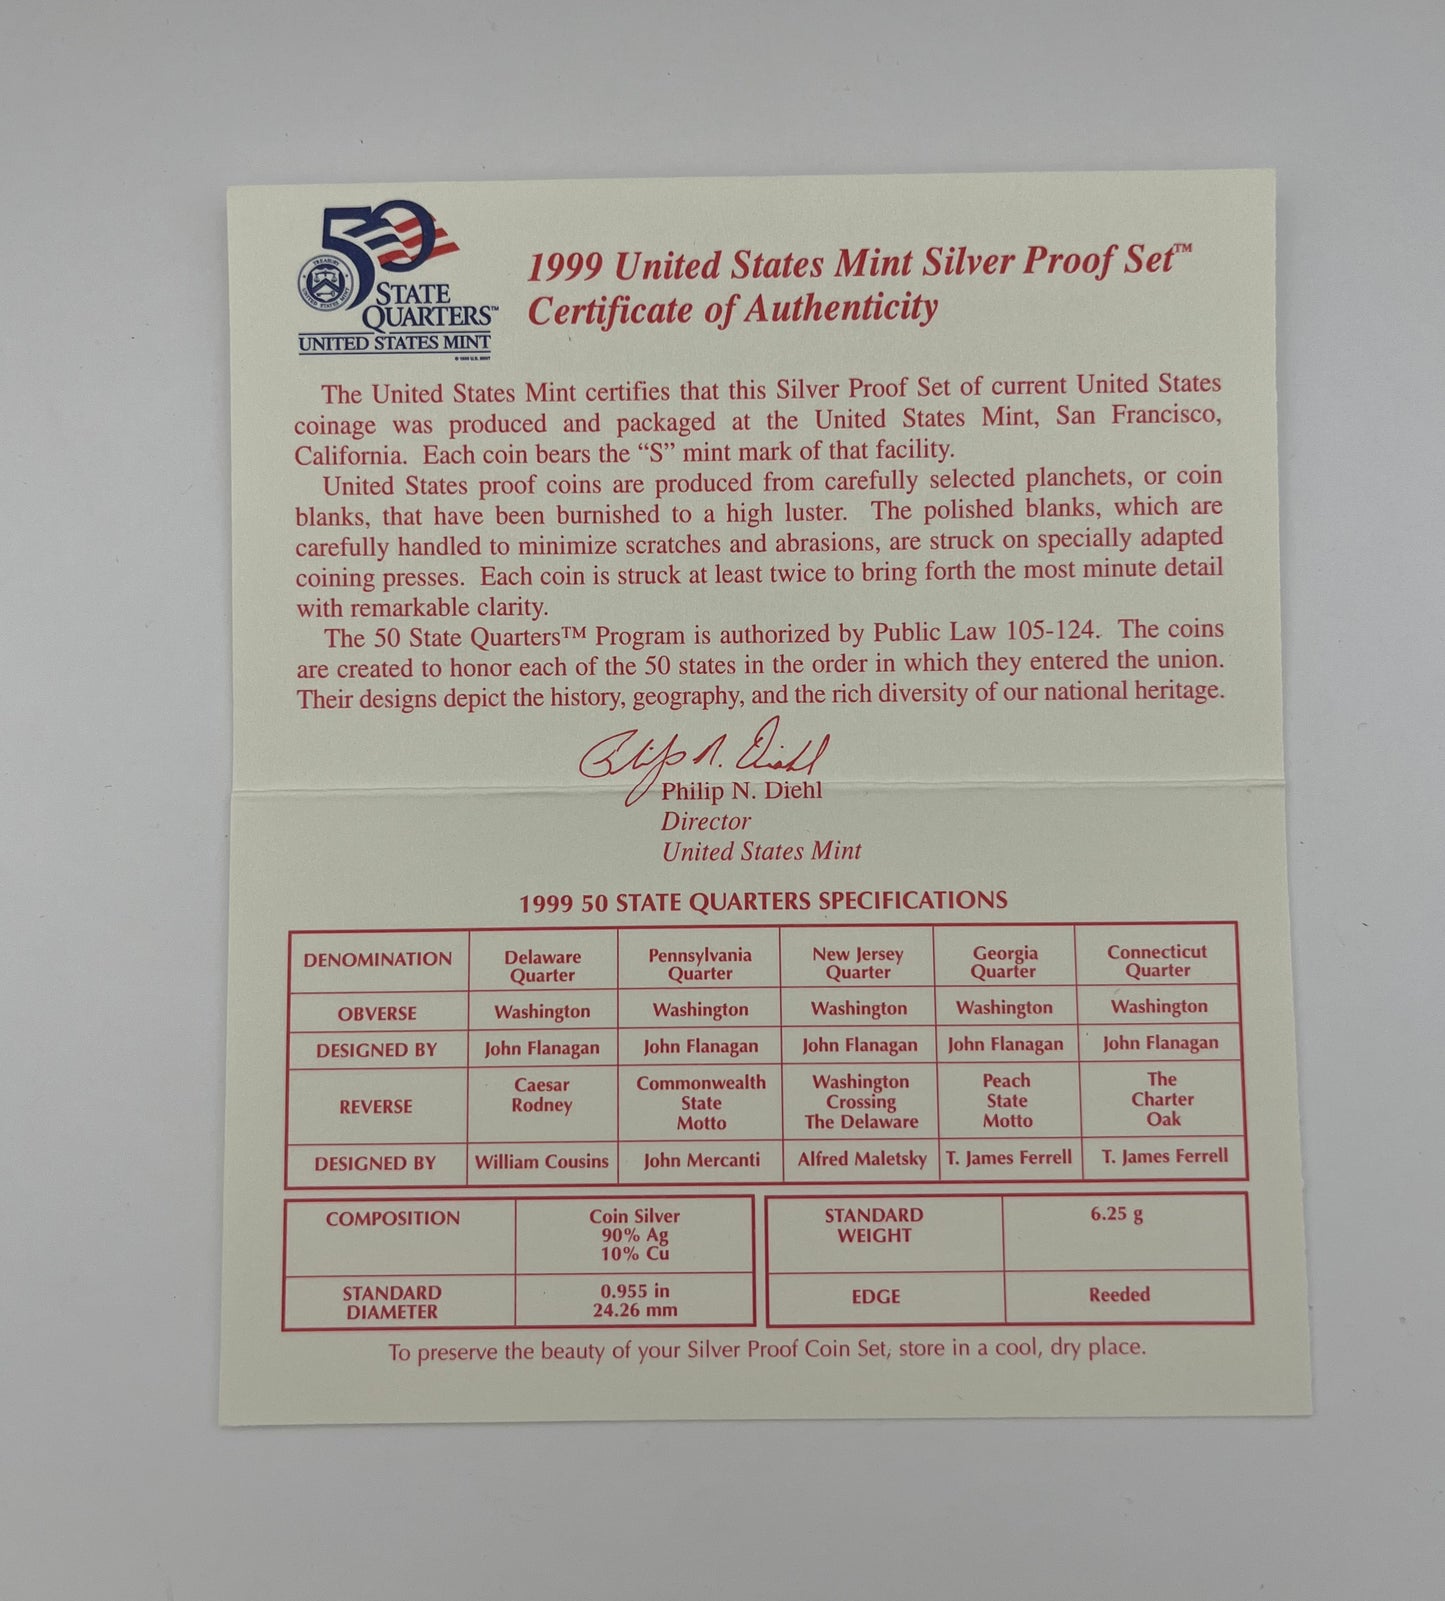 50
STATE
QUARTERS™
UNITED STATES MINT
1999 United States Mint Silver Proof Set™
Certificate of Authenticity
The United States Mint certifies that this Silver Proof Set of current United States
coinage was produced and packaged at the United States Mint, San Francisco,
California. Each coin bears the “S” mint mark of that facility.
United States proof coins are produced from carefully selected planchets, or coin
blanks, that have been burnished to a high luster. The polished blanks, which are
carefully handled to minimize scratches and abrasions, are struck on specially adapted
coining presses. Each coin is struck at least twice to bring forth the most minute detail
with remarkable clarity.
The 50 State Quarters™ Program is authorized by Public Law 105-124. The coins
are created to honor each of the 50 states in the order in which they entered the union.
Their designs depict the history, geography, and the rich diversity of our national heritage.
Philip N. Diehl
Philip N. Diehl
Director
United States Mint
1999 50 STATE QUARTERS SPECIFICATIONS
DENOMINATION Delaware Quarter Pennsylvania Quarter New Jersey Quarter Georgia Quarter Connecticut Quarter
OBVERSE Washington Washington Washington Washington Washington
DESIGNED BY John Flanagan John Flanagan John Flanagan John Flanagan John Flanagan
REVERSE Caesar Rodney Commonwealth State Motto Washington Crossing The Delaware Peach State Motto The Charter Oak
DESIGNED BY William Cousins John Mercanti Alfred Maletsky T. James Ferrell T. James Ferrell
COMPOSITION Coin Silver 90% Ag 10% Cu STANDARD WEIGHT 6.25 g
STANDARD DIAMETER 0.955 in 24.26 mm EDGE Reeded
To preserve the beauty of your Silver Proof Coin Set, store in a cool, dry place.